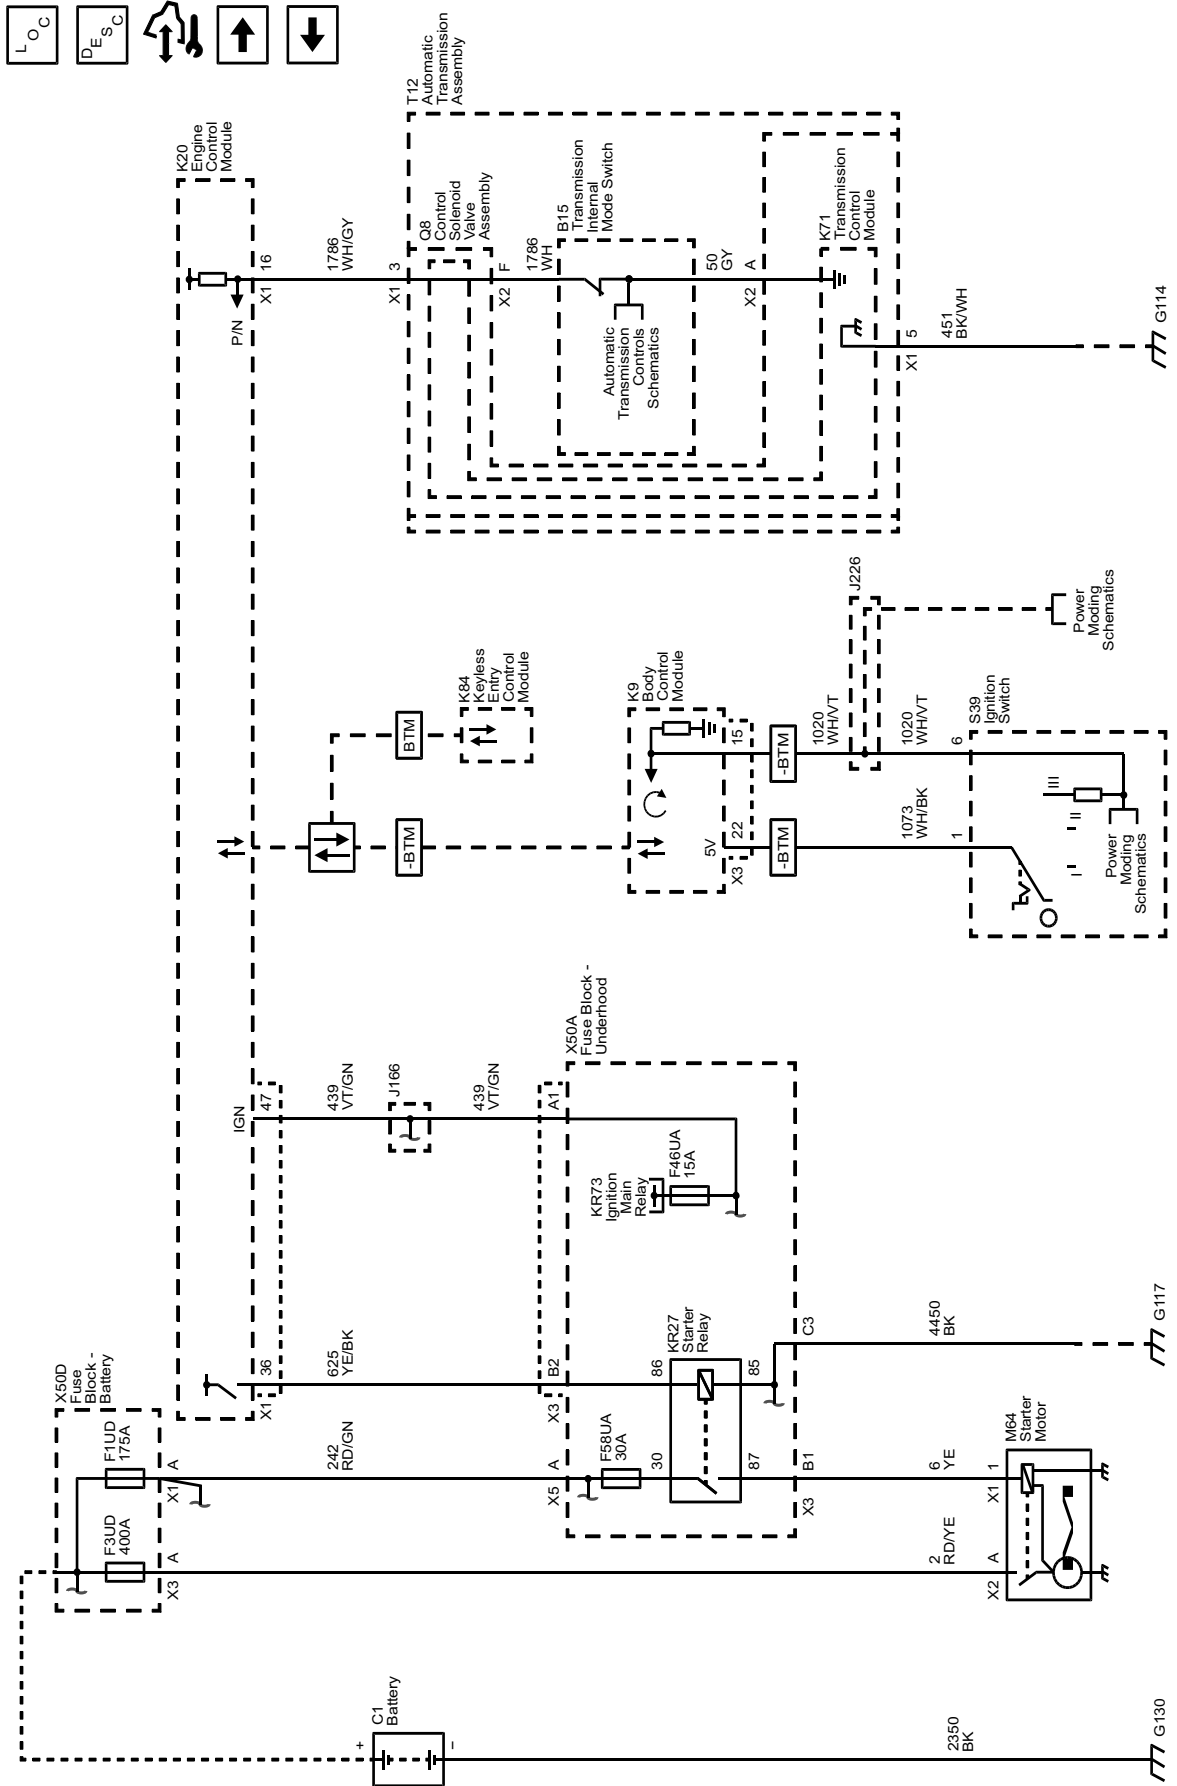 LOC
DESC
T12
Automatic
Transmission
Assembly
K20
Engine
Control
Module
P/N
X1
16
1786
WH/GY
X1
3
Q8
Control
Solenoid
Valve
Assembly
X2
F
1786
WH
B15
Transmission
Internal
Mode Switch
Automatic
Transmission
Controls
Schematics
50
GY
X2
A
K71
Transmission
Control
Module
X1
5
451
BK/WH
G114
BTM
K84
Keyless
Entry
Control
Module
-BTM
K9
Body
Control
Module
5V
X3
22
15
-BTM
-BTM
1020
WH/VT
J226
Power
Moding
Schematics
1020
WH/VT
1073
WH/BK
1
6
S39
Ignition
Switch
I
II
III
Power
Moding
Schematics
IGN
47
439
VT/GN
J166
439
VT/GN
A1
X50A
Fuse Block -
Underhood
KR73
Ignition
Main
Relay
F46UA
15A
X1
36
625
YE/BK
X3
B2
86
KR27
Starter
Relay
85
C3
4450
BK
G117
X50D
Fuse
Block -
Battery
F1UD
175A
X1
A
242
RD/GN
X5
A
F58UA
30A
30
87
X3
B1
6
YE
X1
1
M64
Starter
Motor
F3UD
400A
X3
A
2
RD/YE
X2
A
+
C1
Battery
–
2350
BK
G130